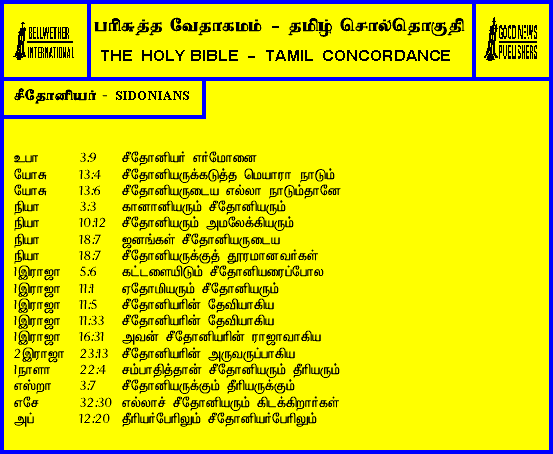 BELLWETHER
INTERNATIONAL
பரிசுத்த வேதாகமம் - தமிழ் சொல்தொகுதி
THE HOLY BIBLE - TAMIL CONCORDANCE
GOOD NEWS
PUBLISHERS
சீதோனியர் - SIDONIANS
உபா 3:9 சீதோனியர் எர்மோனை
யோசு 13:4 சீதோனியருக்கடுத்த மெயாரா நாடும்
யோசு 13:6 சீதோனியருடைய எல்லா நாடும்தானே
நியா 3:3 கானானியரும் சீதோனியரும்
நியா 10:12 சீதோனியரும் அமலேக்கியரும்
நியா 18:7 ஜனங்கள் சீதோனியருடைய
நியா 18:7 சீதோனியருக்குத் தூரமானவர்கள்
1இராஜா 5:6 கட்டளையிடும் சீதோனியரைப்போல
1இராஜா 11:1 ஏதோமியரும் சீதோனியரும்
1இராஜா 11:5 சீதோனியரின் தேவியாகிய
1இராஜா 11:33 சீதோனியரின் தேவியாகிய
1இராஜா 16:31 அவன் சீதோனியரின் ராஜாவாகிய
2இராஜா 23:13 சீதோனியரின் அருவருப்பாகிய
1நாளா 22:4 சம்பாதித்தான் சீதோனியரும் தீரியரும்
எஸ்றா 3:7 சீதோனியருக்கும் தீரியருக்கும்
எசே 32:30 எல்லாச் சீதோனியரும் கிடக்கிறார்கள்
அப் 12:20 தீரியர்பேரிலும் சீதோனியர்பேரிலும்